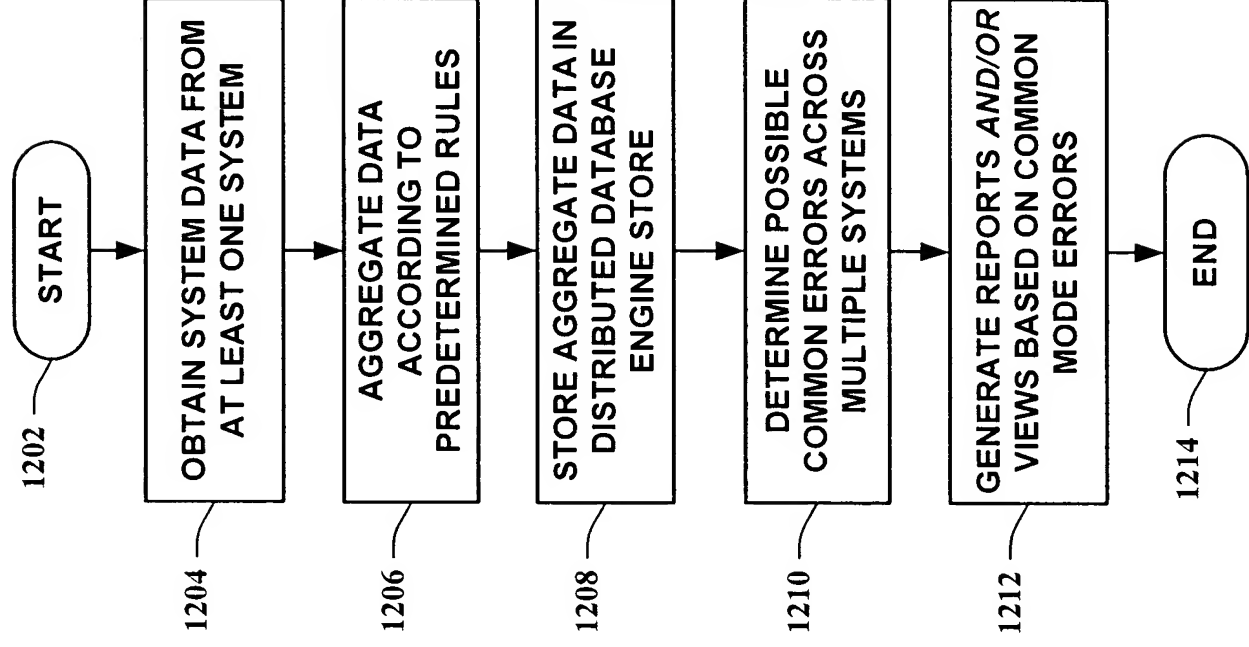 START
1202
OBTAIN SYSTEM DATA FROM
AT LEAST ONE SYSTEM
1204
AGGREGATE DATA
ACCORDING TO
PREDETERMINED RULES
1206
STORE AGGREGATE DATA IN
DISTRIBUTED DATABASE
ENGINE STORE
1208
DETERMINE POSSIBLE
COMMON ERRORS ACROSS
MULTIPLE SYSTEMS
1210
GENERATE REPORTS AND/OR
VIEWS BASED ON COMMON
MODE ERRORS
1212
END
1214